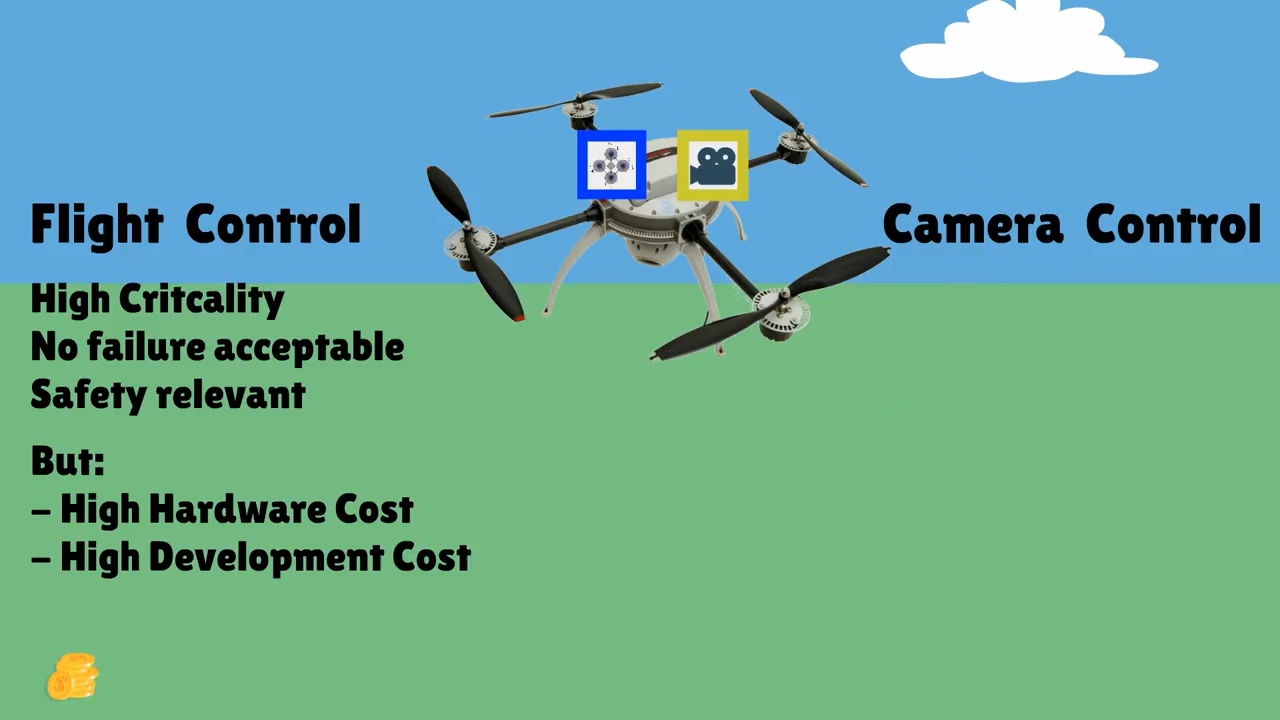 Flight Control
Camera Control
High Critcality
No failure acceptable
Safety relevant
But:
– High Hardware Cost
– High Development Cost